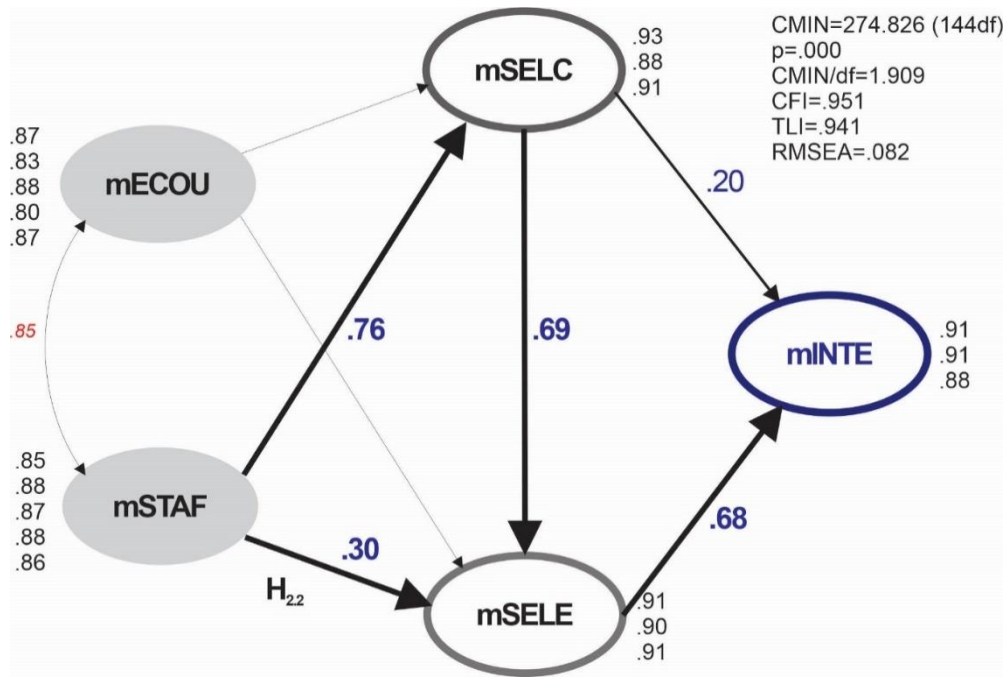 CMIN=274.826 (144df)
p=.000
CMIN/df=1.909
CFI=.951
TLI=.941
RMSEA=.082
mSELC
.93
.88
.91
.87
.83
.88
.80
.87
mECOU
.20
.85
.76
.69
mINTE
.91
.91
.88
.85
.88
.87
.88
.86
mSTAF
.30
H2.2
.68
mSELE
.91
.90
.91